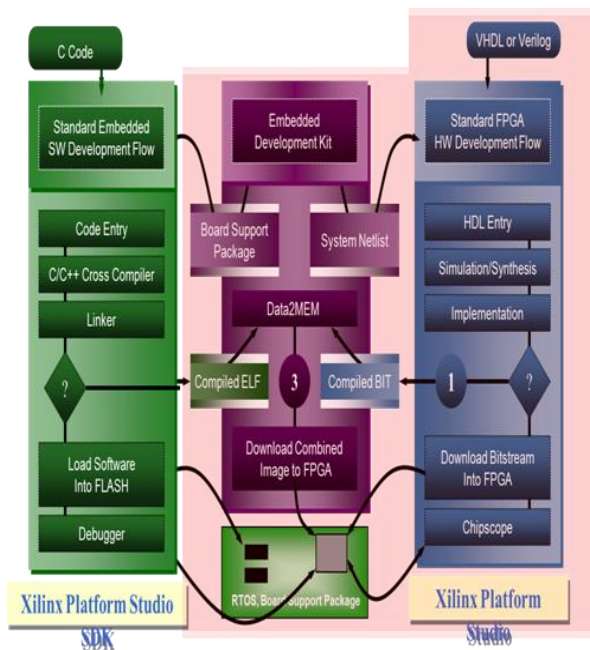 C Code
VHDL or Verilog
Standard Embedded
SW Development Flow
Embedded
Development Kit
Standard FPGA
HW Development Flow
Board Support
Package
System Netlist
Code Entry
C/C++ Cross Compiler
Linker
?
Load Software
Into FLASH
Debugger
Data2MEM
Compiled ELF
3
Compiled BIT
1
Download Combined
Image to FPGA
RTOS, Board Support Package
HDL Entry
Simulation/Synthesis
Implementation
?
Download Bitstream
Into FPGA
Chipscope
Xilinx Platform Studio
SDK
Xilinx Platform
Studio